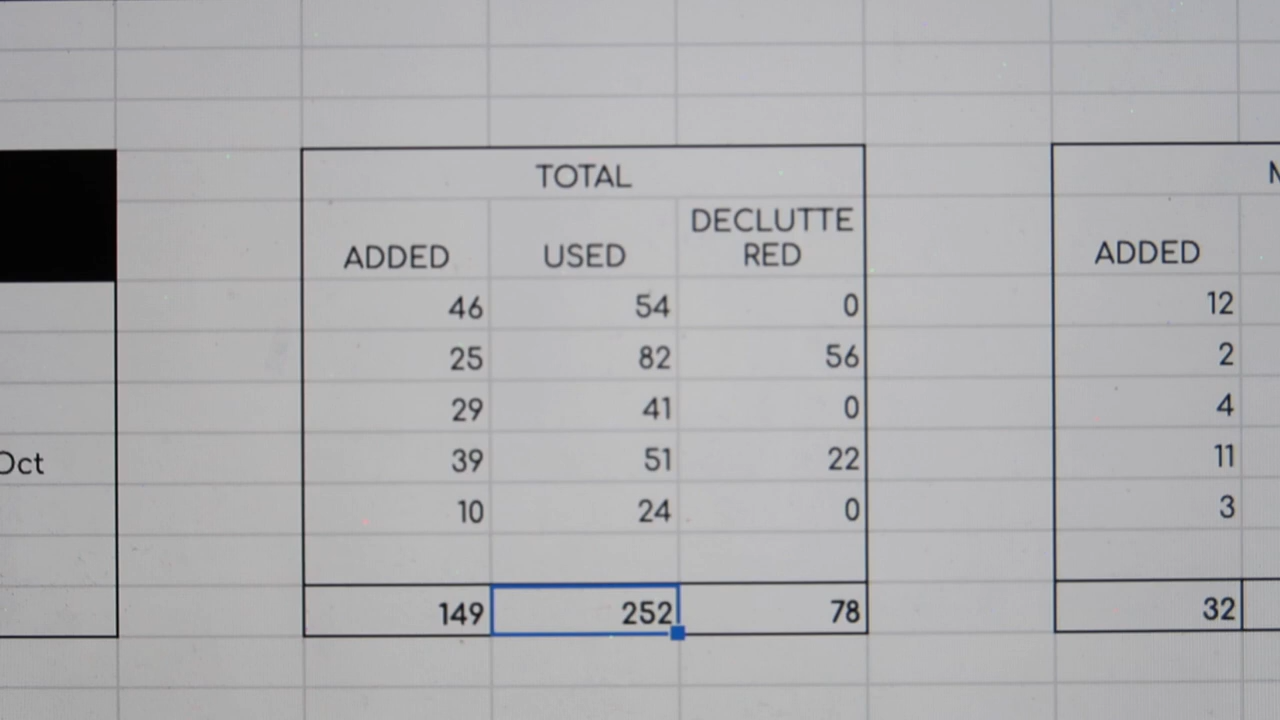 TOTAL
ADDED USED DECLUTTE
RED
ADDED
46 54 0 12
25 82 56 2
29 41 0 4
Oct 39 51 22 11
10 24 0 3
149 252 78 32